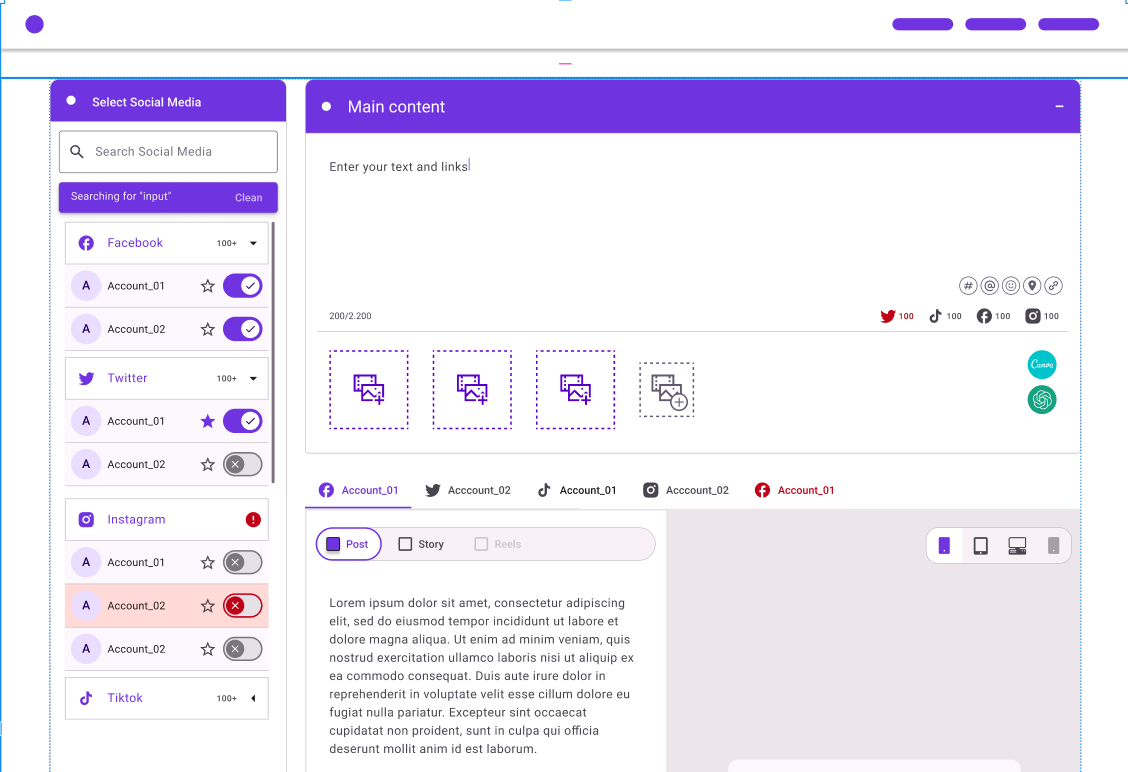 Select Social Media
Search Social Media
Searching for "input"
Clean
Facebook
100+
A
Account_01
A
Account_02
Twitter
100+
A
Account_01
A
Account_02
Instagram
!
A
Account_01
A
Account_02
A
Account_02
Tiktok
100+
Main content
Enter your text and links
#
@
200/2.200
100
100
100
100
Canva
Account_01
Acccount_02
Account_01
Acccount_02
Account_01
Post
Story
Reels
Lorem ipsum dolor sit amet, consectetur adipiscing
elit, sed do eiusmod tempor incididunt ut labore et
dolore magna aliqua. Ut enim ad minim veniam, quis
nostrud exercitation ullamco laboris nisi ut aliquip ex
ea commodo consequat. Duis aute irure dolor in
reprehenderit in voluptate velit esse cillum dolore eu
fugiat nulla pariatur. Excepteur sint occaecat
cupidatat non proident, sunt in culpa qui officia
deserunt mollit anim id est laborum.